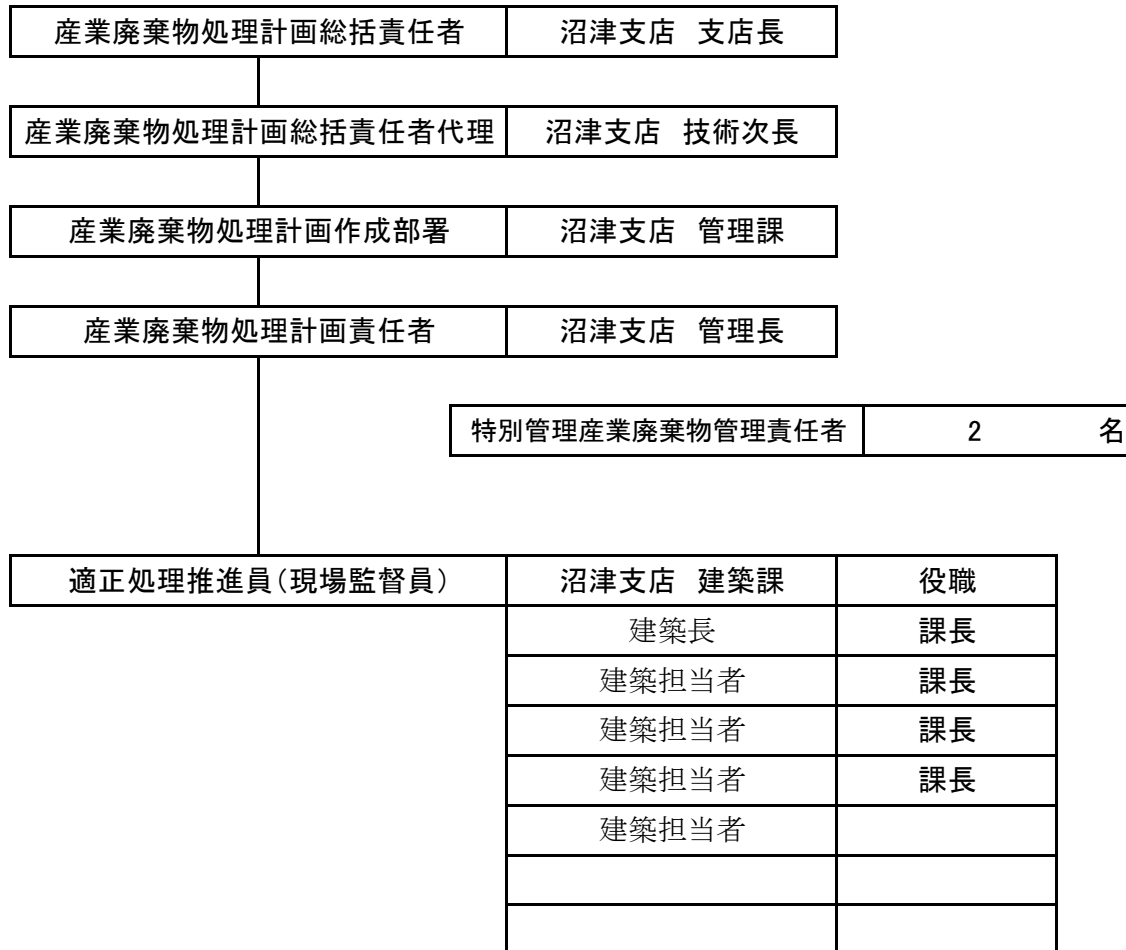 産業廃棄物処理計画総括責任者 沼津支店 支店長
産業廃棄物処理計画総括責任者代理 沼津支店 技術次長
産業廃棄物処理計画作成部署 沼津支店 管理課
産業廃棄物処理計画責任者 沼津支店 管理長
特別管理産業廃棄物管理責任者 2 名
適正処理推進員(現場監督員) 沼津支店 建築課 役職
建築長 課長
建築担当者 課長
建築担当者 課長
建築担当者 課長
建築担当者